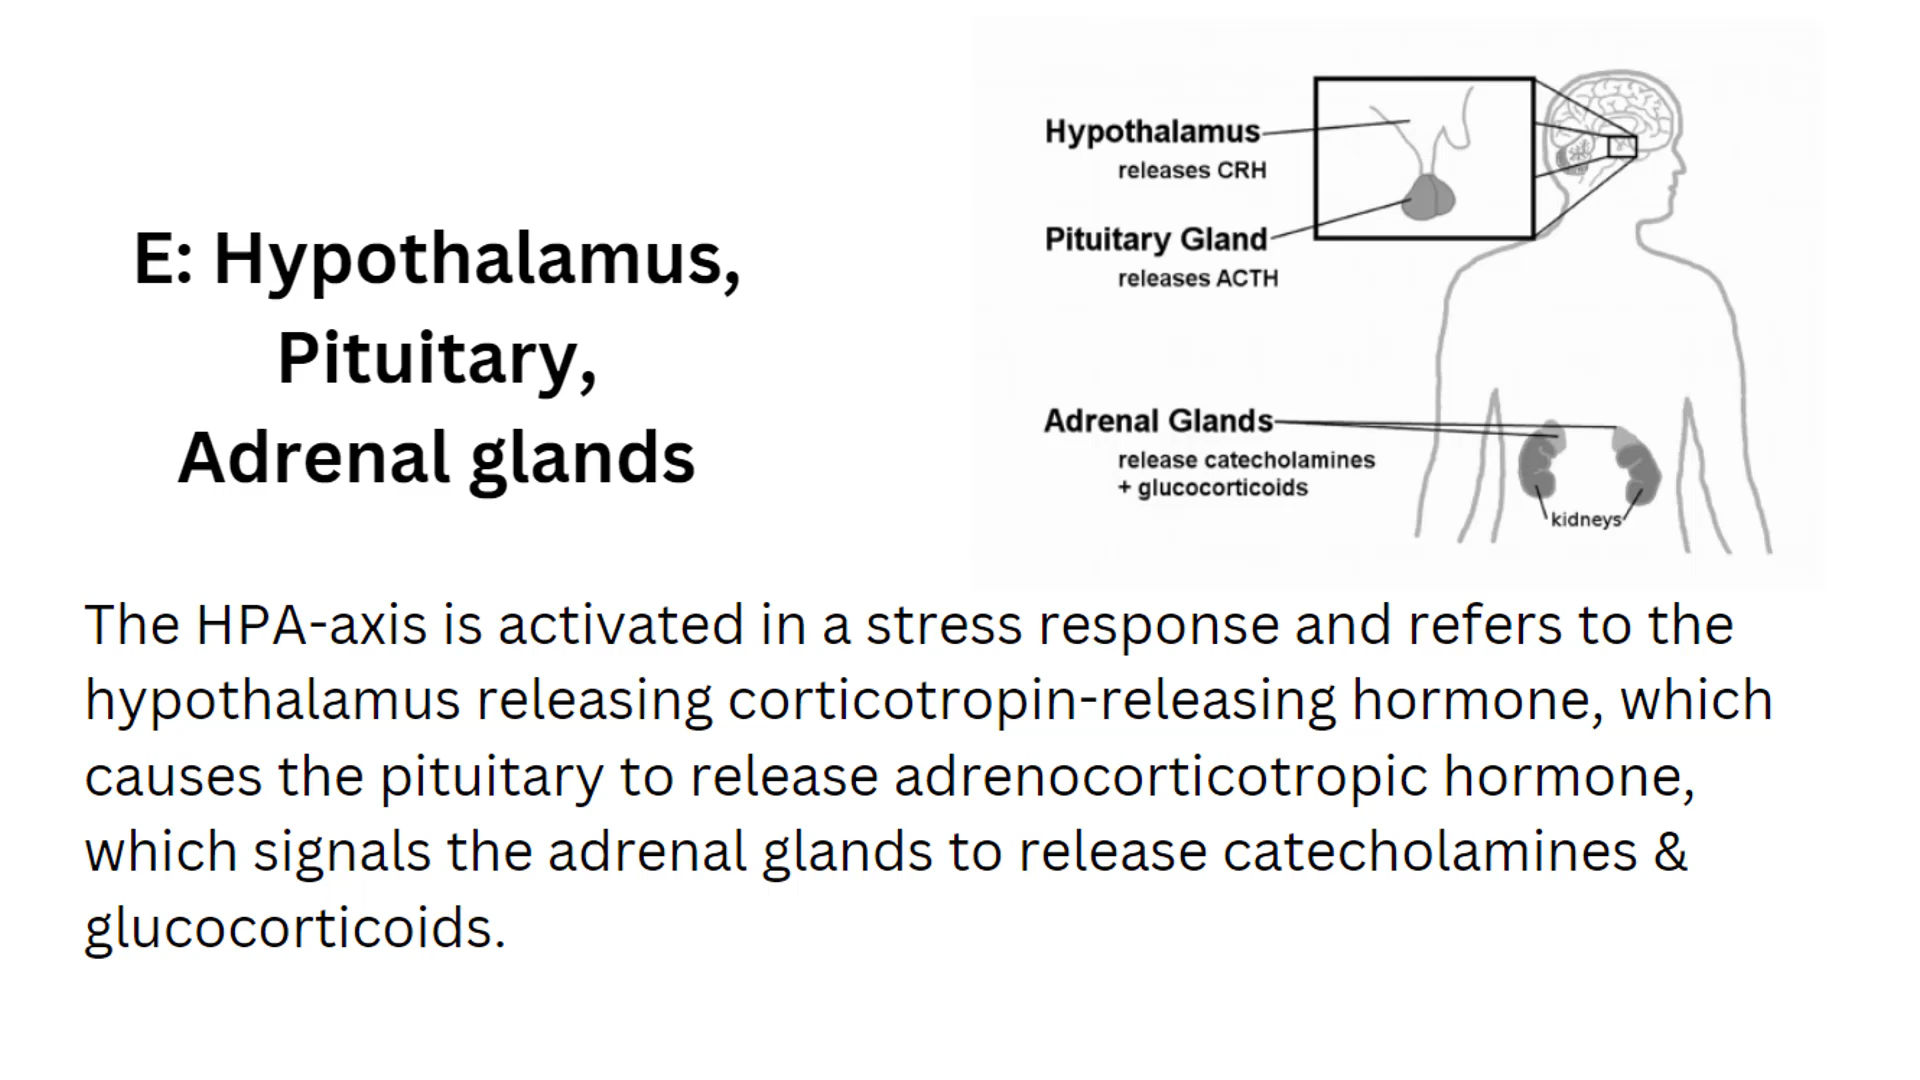 E: Hypothalamus,
Pituitary,
Adrenal glands
Hypothalamus
releases CRH
Pituitary Gland
releases ACTH
Adrenal Glands
release catecholamines
+ glucocorticoids
kidneys
The HPA-axis is activated in a stress response and refers to the
hypothalamus releasing corticotropin-releasing hormone, which
causes the pituitary to release adrenocorticotropic hormone,
which signals the adrenal glands to release catecholamines &
glucocorticoids.